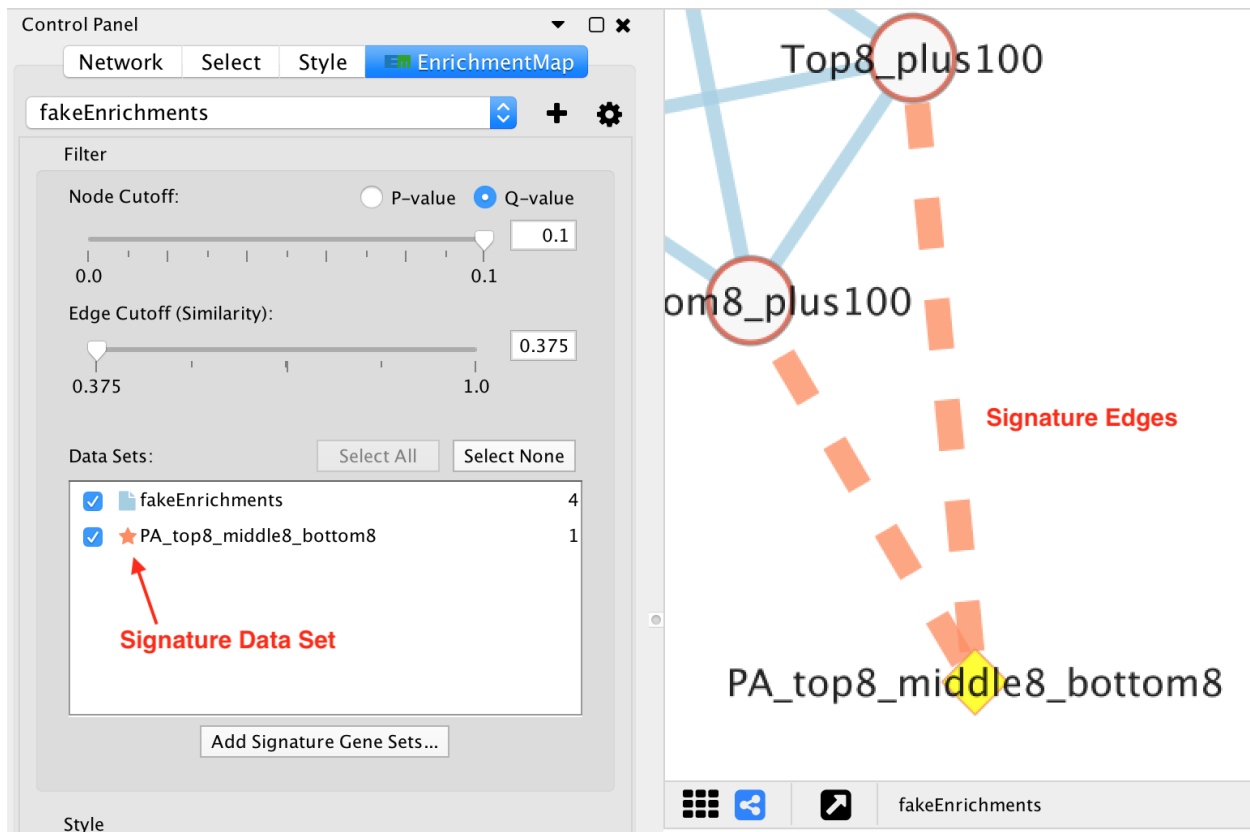 Control Panel
Network Select Style EM EnrichmentMap
fakeEnrichments
Filter
Node Cutoff: P-value Q-value
0.1
0.0 0.1
Edge Cutoff (Similarity):
0.375
0.375 1.0
Data Sets: Select All Select None
fakeEnrichments 4
PA_top8_middle8_bottom8 1
Signature Data Set
Add Signature Gene Sets...
Style
Top8_plus100
om8_plus100
Signature Edges
PA_top8_middle8_bottom8
fakeEnrichments